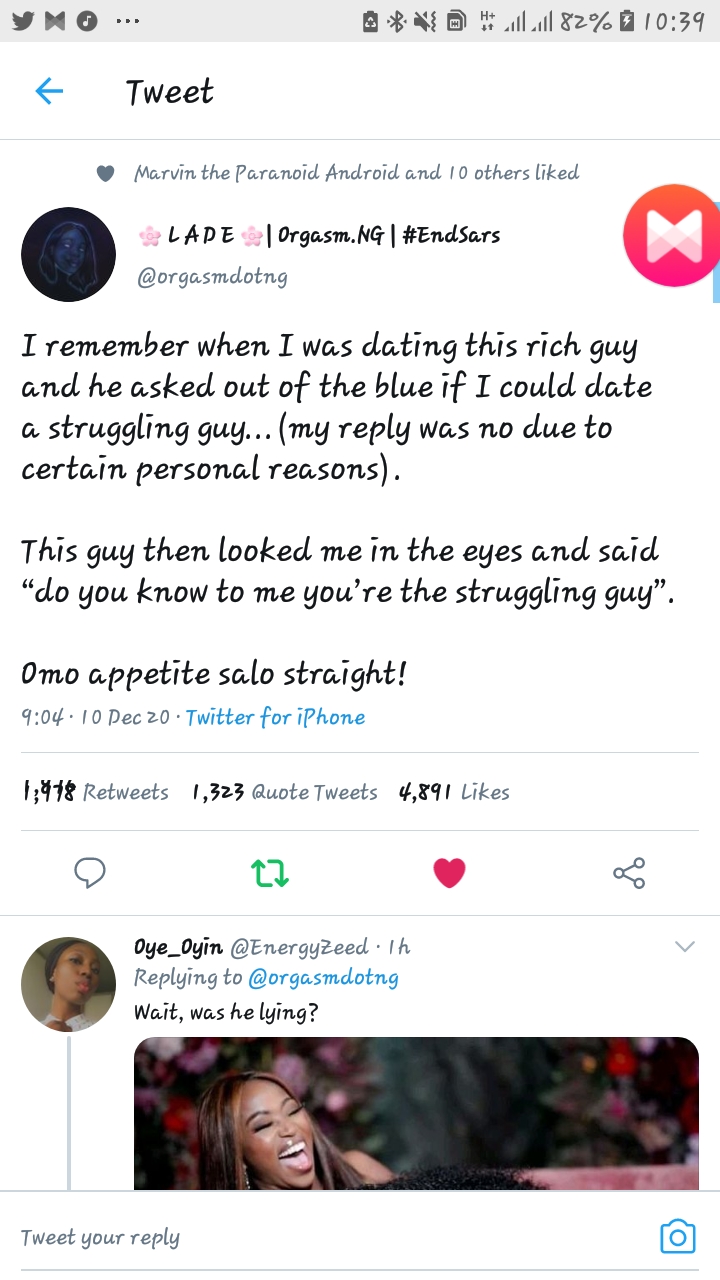 82% 10:39
Tweet
Marvin the Paranoid Android and 10 others liked
🌸 L A D E 🌸| Orgasm.NG | #EndSars
@orgasmdotng
I remember when I was dating this rich guy
and he asked out of the blue if I could date
a struggling guy...(my reply was no due to
certain personal reasons).
This guy then looked me in the eyes and said
“do you know to me you’re the struggling guy”.
Omo appetite salo straight!
9:04 · 10 Dec 20 · Twitter for iPhone
Retweets 1,323 Quote Tweets 4,891 Likes
Oye_Oyin @EnergyZeed · 1h
Replying to @orgasmdotng
Wait, was he lying?
Tweet your reply